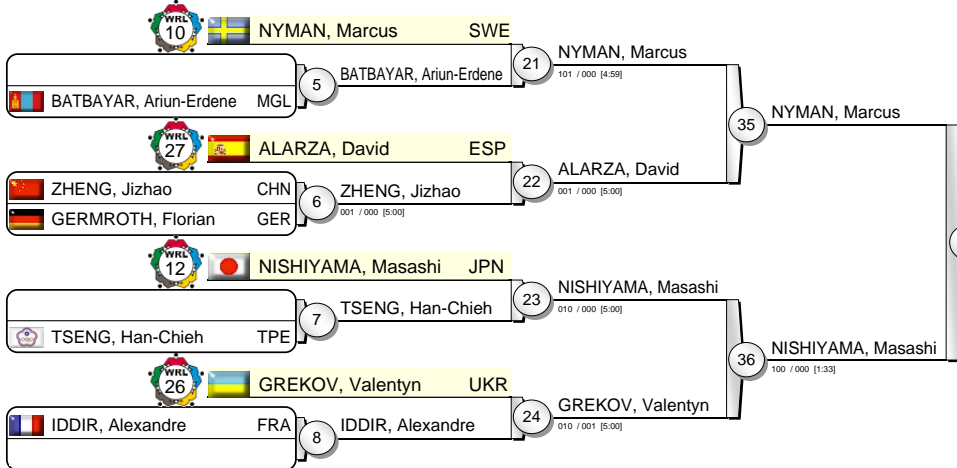 WRL
10
NYMAN, Marcus SWE
5
BATBAYAR, Ariun-Erdene
BATBAYAR, Ariun-Erdene MGL
21
NYMAN, Marcus
101 / 000 [4:59]
WRL
27
ALARZA, David ESP
ZHENG, Jizhao CHN
GERMROTH, Florian GER
6
ZHENG, Jizhao
001 / 000 [5:00]
22
ALARZA, David
001 / 000 [5:00]
35
NYMAN, Marcus
WRL
12
NISHIYAMA, Masashi JPN
7
TSENG, Han-Chieh
TSENG, Han-Chieh TPE
23
NISHIYAMA, Masashi
010 / 000 [5:00]
WRL
26
GREKOV, Valentyn UKR
IDDIR, Alexandre FRA
8
IDDIR, Alexandre
24
GREKOV, Valentyn
010 / 001 [5:00]
36
NISHIYAMA, Masashi
100 / 000 [1:33]